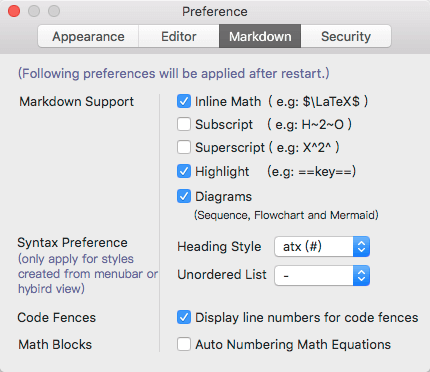 Preference
Appearance Editor Markdown Security
(Following preferences will be applied after restart.)
Markdown Support
Inline Math ( e.g: $\LaTeX$ )
Subscript ( e.g: H~2~O )
Superscript ( e.g: X^2^ )
Highlight (e.g: ==key==)
Diagrams
(Sequence, Flowchart and Mermaid)
Syntax Preference
(only apply for styles
created from menubar or
hybird view)
Heading Style atx (#)
Unordered List -
Code Fences Display line numbers for code fences
Math Blocks Auto Numbering Math Equations